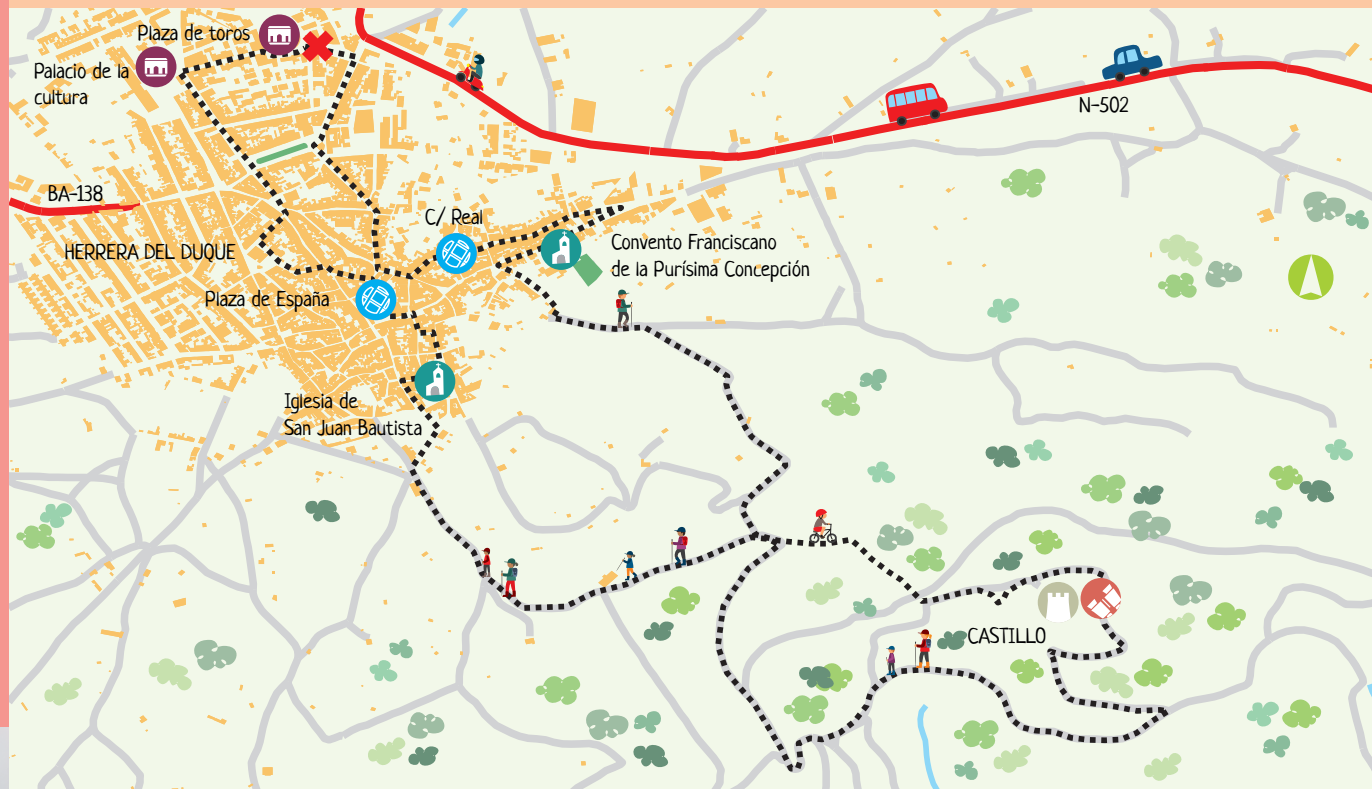 Plaza de toros
Palacio de la
cultura
N-502
BA-138
C/ Real
HERRERA DEL DUQUE
Convento Franciscano
de la Purísima Concepción
Plaza de España
Iglesia de
San Juan Bautista
CASTILLO